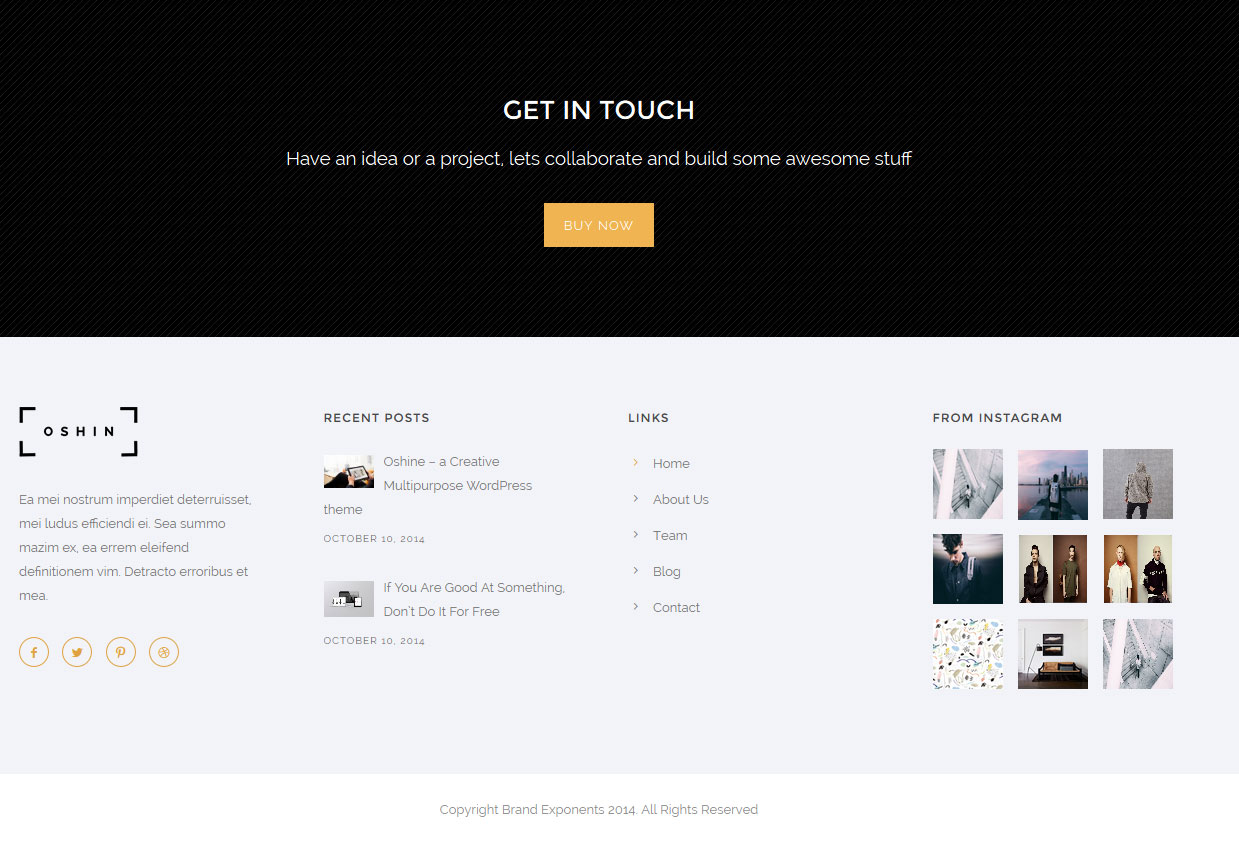 GET IN TOUCH
Have an idea or a project, lets collaborate and build some awesome stuff
BUY NOW
OSHIN
Ea mei nostrum imperdiet deterruisset,
mei ludus efficiendi ei. Sea summo
mazim ex, ea errem eleifend
definitionem vim. Detracto erroribus et
mea.
RECENT POSTS
Oshine – a Creative
Multipurpose WordPress
theme
OCTOBER 10, 2014
If You Are Good At Something,
Don't Do It For Free
OCTOBER 10, 2014
LINKS
Home
About Us
Team
Blog
Contact
FROM INSTAGRAM
Copyright Brand Exponents 2014. All Rights Reserved